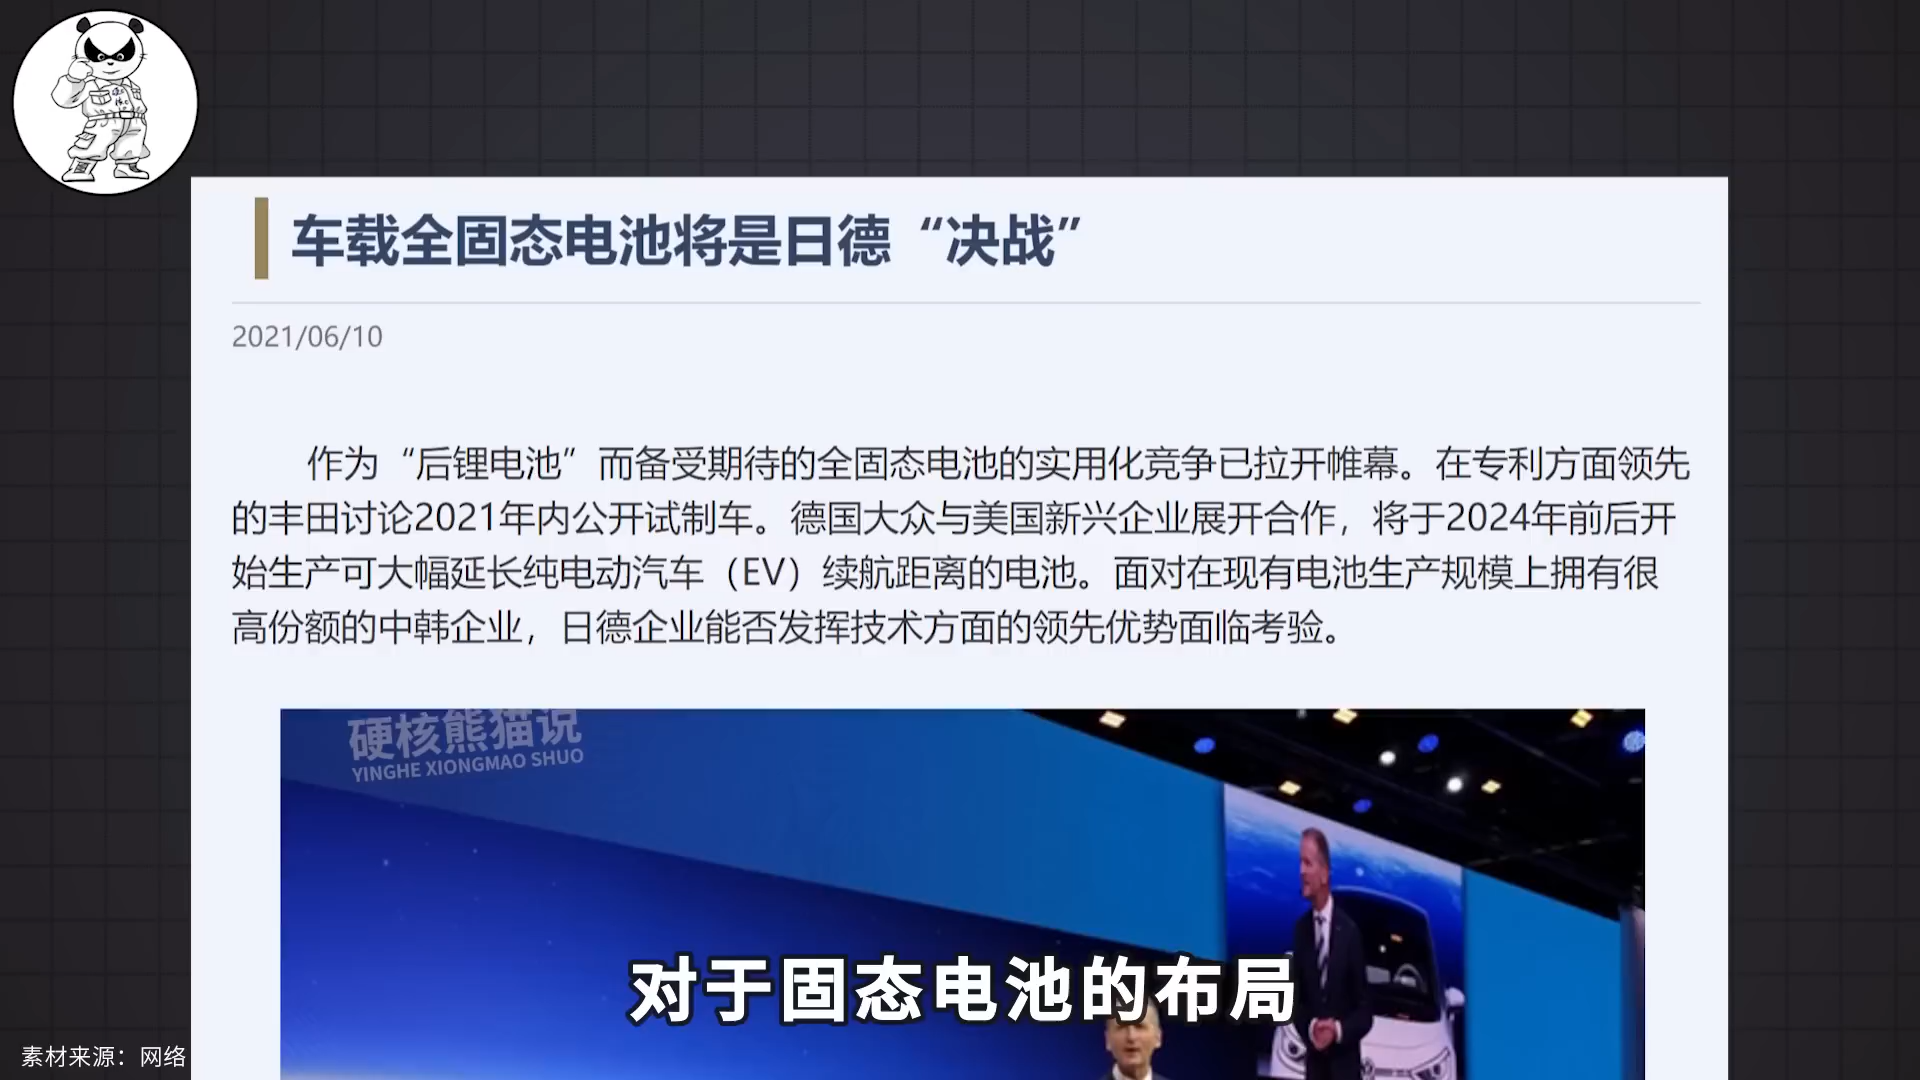 车载全固态电池将是日德“决战”
2021/06/10
作为“后锂电池”而备受期待的全固态电池的实用化竞争已拉开帷幕。在专利方面领先
的丰田讨论2021年内公开试制车。德国大众与美国新兴企业展开合作，将于2024年前后开
始生产可大幅延长纯电动汽车（EV）续航距离的电池。面对在现有电池生产规模上拥有很
高份额的中韩企业，日德企业能否发挥技术方面的领先优势面临考验。
硬核熊猫说
YINGHE XIONGMAO SHUO
对于固态电池的布局
素材来源：网络